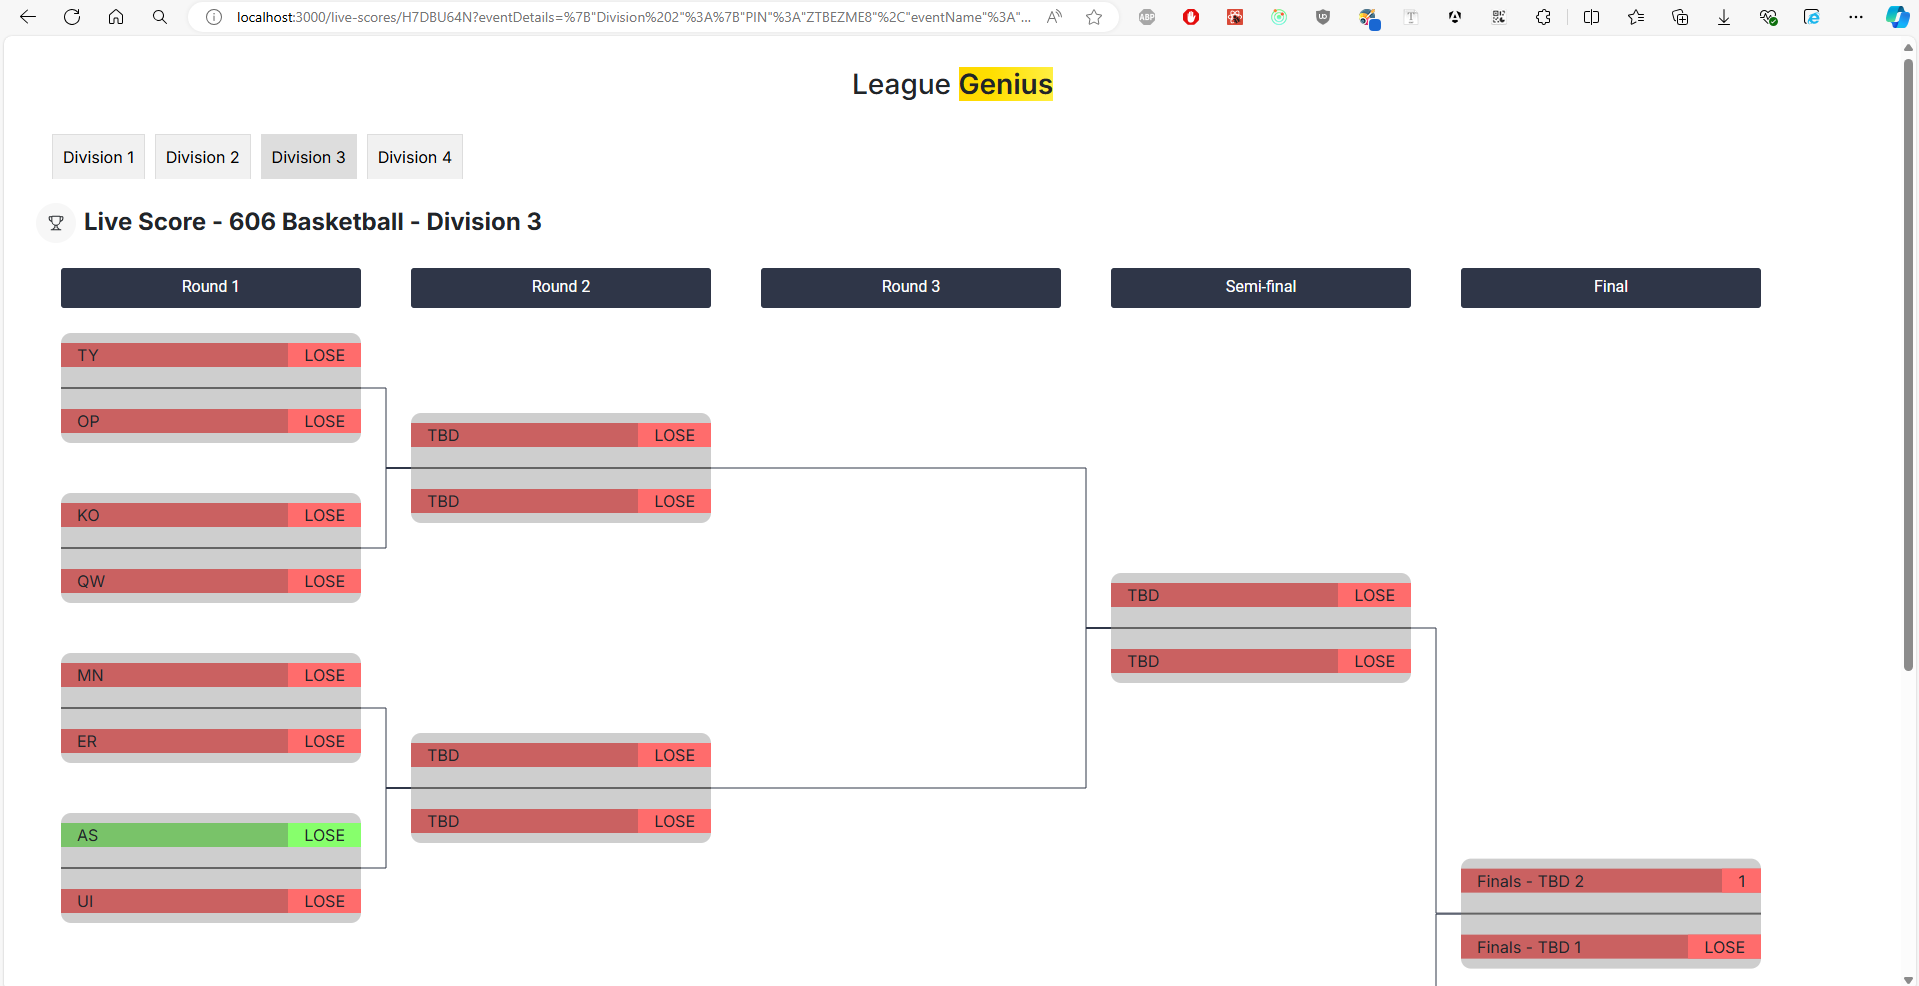 localhost:3000/live-scores/H7DBU64N?eventDetails=%7B"Division%202"%3A%7B"PIN"%3A"ZTBEZME8"%2C"eventName"%3A"...
League Genius
Division 1 Division 2 Division 3 Division 4
Live Score - 606 Basketball - Division 3
Round 1 Round 2 Round 3 Semi-final Final
TY LOSE
OP LOSE
KO LOSE
QW LOSE
MN LOSE
ER LOSE
AS LOSE
UI LOSE
TBD LOSE
TBD LOSE
TBD LOSE
TBD LOSE
TBD LOSE
TBD LOSE
Finals - TBD 2 1
Finals - TBD 1 LOSE